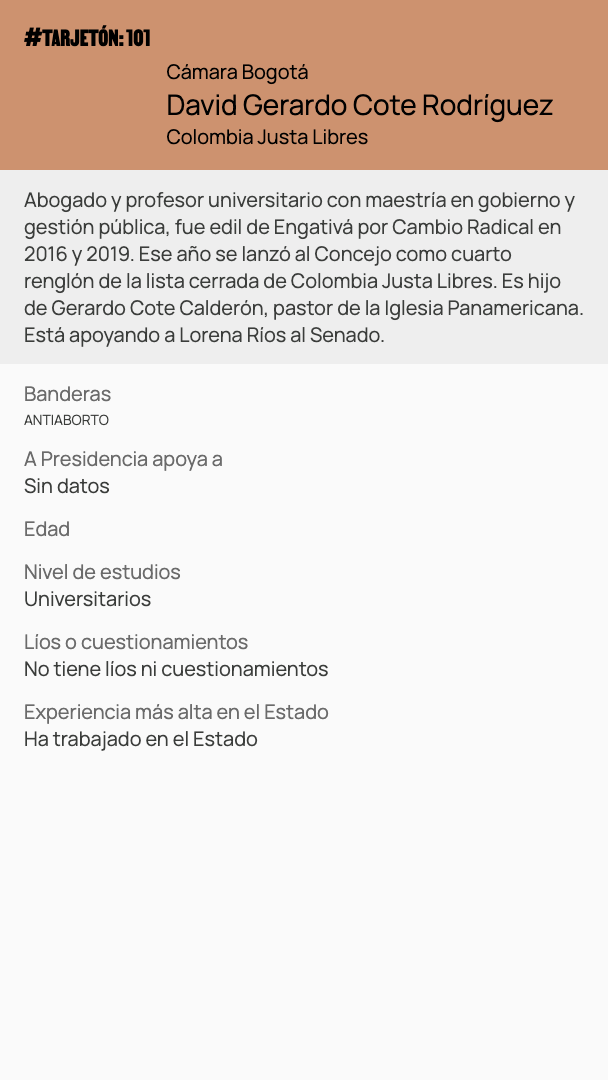 #TARJETÓN: 101
Cámara Bogotá
David Gerardo Cote Rodríguez
Colombia Justa Libres
Abogado y profesor universitario con maestría en gobierno y
gestión pública, fue edil de Engativá por Cambio Radical en
2016 y 2019. Ese año se lanzó al Concejo como cuarto
renglón de la lista cerrada de Colombia Justa Libres. Es hijo
de Gerardo Cote Calderón, pastor de la Iglesia Panamericana.
Está apoyando a Lorena Ríos al Senado.
Banderas
ANTIABORTO
A Presidencia apoya a
Sin datos
Edad
Nivel de estudios
Universitarios
Líos o cuestionamientos
No tiene líos ni cuestionamientos
Experiencia más alta en el Estado
Ha trabajado en el Estado